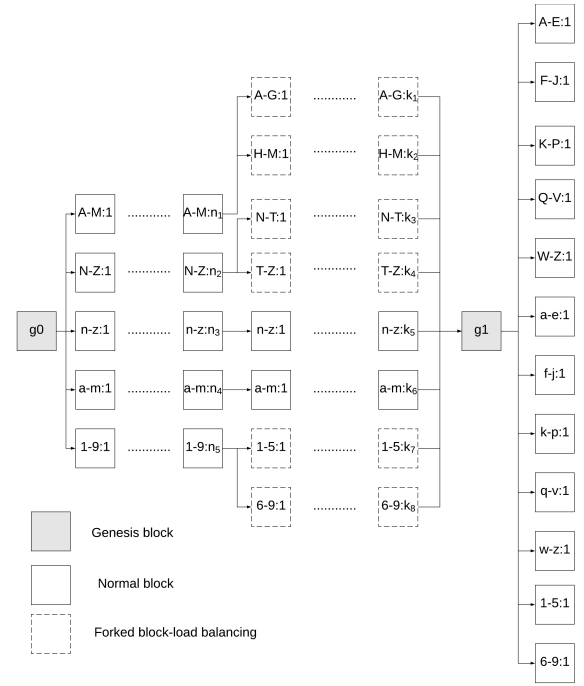 A-E:1
F-J:1
A-G:1 ............ A-G:k₁
K-P:1
H-M:1 ............ H-M:k₂
Q-V:1
A-M:1 ............ A-M:n₁
N-T:1 ............ N-T:k₃
W-Z:1
N-Z:1 ............ N-Z:n₂ T-Z:1 ............ T-Z:k₄
a-e:1
g0 n-z:1 ............ n-z:n₃ n-z:1 ............ n-z:k₅ g1
f-j:1
a-m:1 ............ a-m:n₄ a-m:1 ............ a-m:k₆
k-p:1
1-9:1 ............ 1-9:n₅ 1-5:1 ............ 1-5:k₇
q-v:1
6-9:1 ............ 6-9:k₈
Genesis block
w-z:1
Normal block
1-5:1
Forked block-load balancing
6-9:1